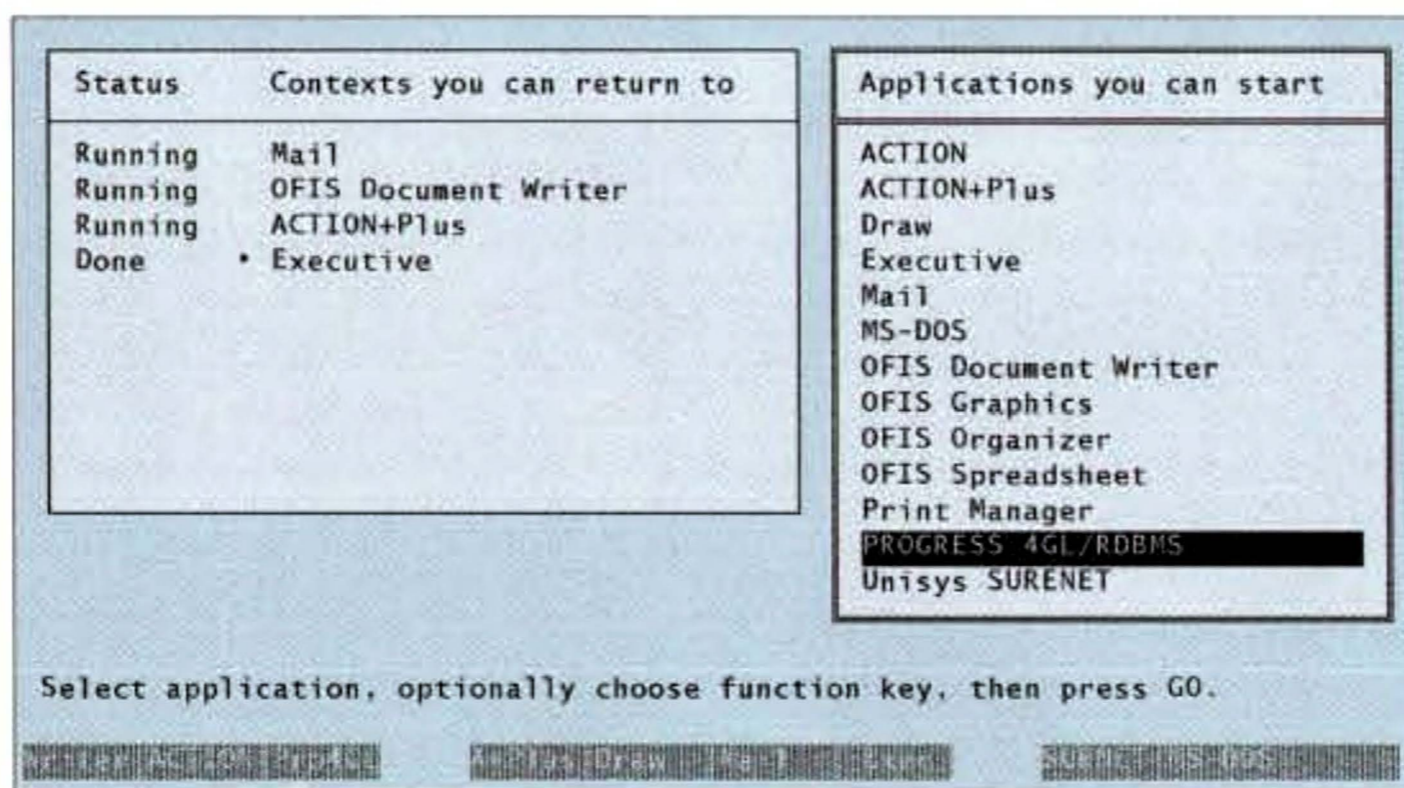 Status Contexts you can return to
Running Mail
Running OFIS Document Writer
Running ACTION+Plus
Done • Executive
Applications you can start
ACTION
ACTION+Plus
Draw
Executive
Mail
MS-DOS
OFIS Document Writer
OFIS Graphics
OFIS Organizer
OFIS Spreadsheet
Print Manager
PROGRESS 4GL/RDBMS
Unisys SURENET
Select application, optionally choose function key, then press GO.
Draw